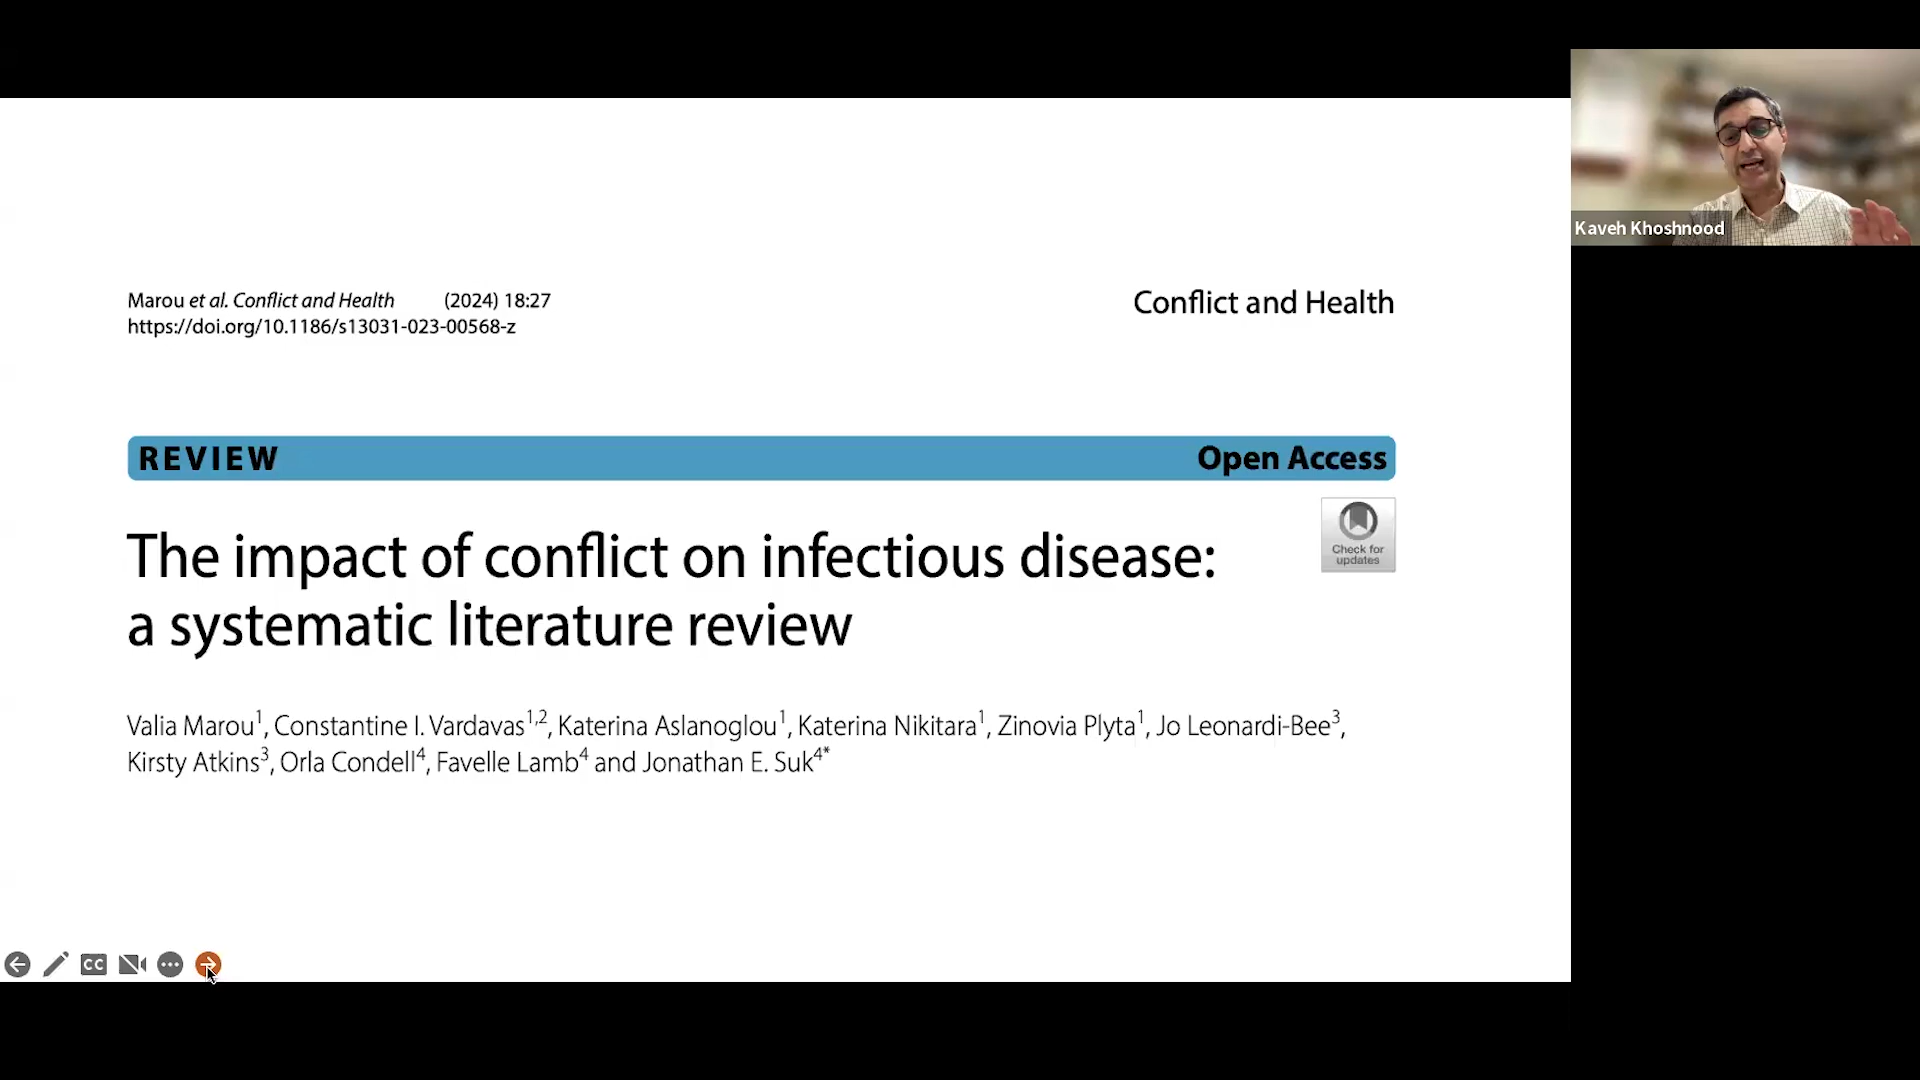 Marou et al. Conflict and Health (2024) 18:27
https://doi.org/10.1186/s13031-023-00568-z
Conflict and Health
REVIEW Open Access
Check for
updates
The impact of conflict on infectious disease:
a systematic literature review
Valia Marou1, Constantine I. Vardavas1,2, Katerina Aslanoglou1, Katerina Nikitara1, Zinovia Plyta1, Jo Leonardi-Bee3,
Kirsty Atkins3, Orla Condell4, Favelle Lamb4 and Jonathan E. Suk4*
CC
Kaveh Khoshnood